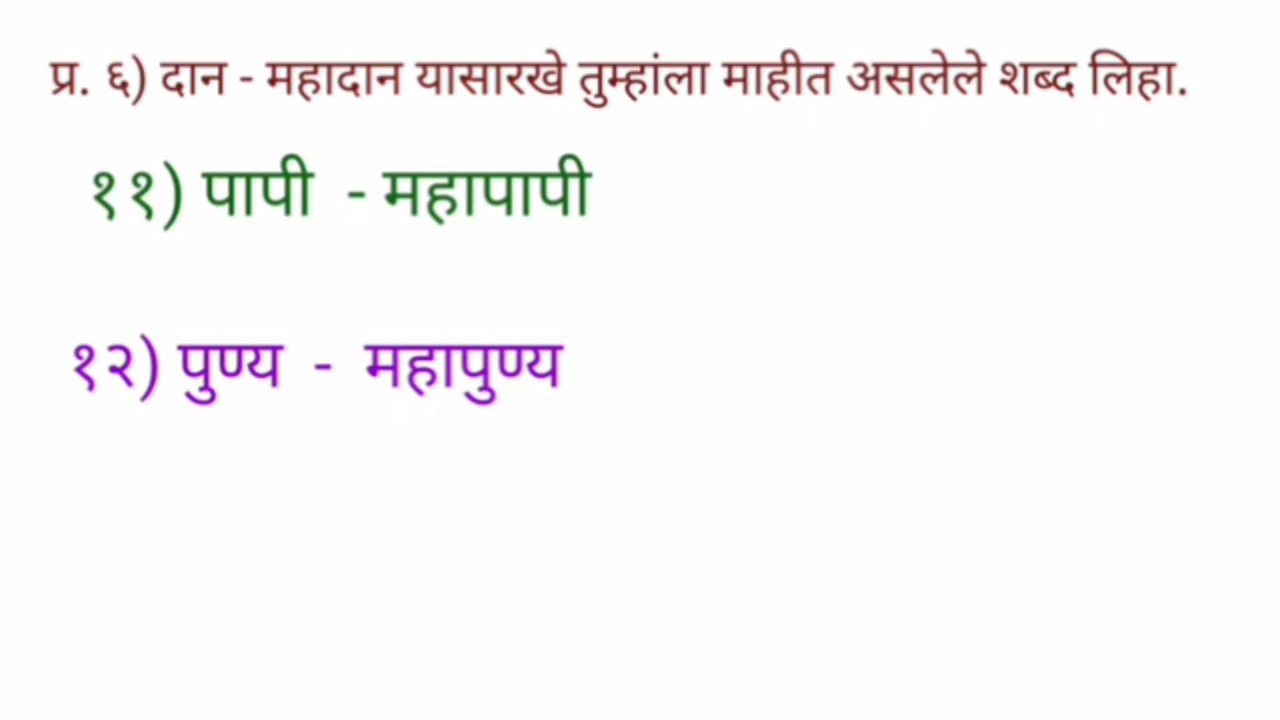 प्र. ६) दान - महादान यासारखे तुम्हांला माहीत असलेले शब्द लिहा.
११) पापी - महापापी
१२) पुण्य - महापुण्य